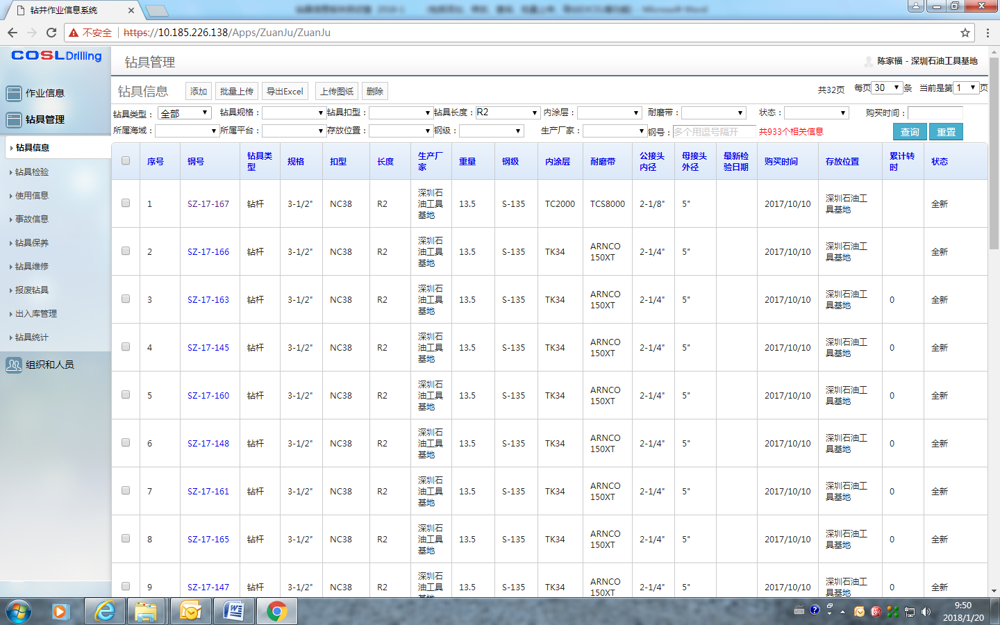 钻井作业信息系统
不安全 https://10.185.226.138/Apps/ZuanJu/ZuanJu
COSL Drilling
钻具管理
陈家福 - 深圳石油工具基地
作业信息
钻具管理
钻具信息
钻具检验
使用信息
事故信息
钻具保养
钻具维修
报废钻具
出入库管理
钻具统计
组织和人员
钻具信息 添加 批量上传 导出Excel 上传图纸 删除 共32页 每页 30 条 当前是第 1 页
钻具类型： 全部 钻具规格： 钻具扣型： 钻具长度： R2 内涂层： 耐磨带： 状态： 购买时间：
所属海域： 所属平台： 存放位置： 钢级： 生产厂家： 钢号： 多个用逗号隔开 共933个相关信息 查询 重置
序号 钢号 钻具类型 规格 扣型 长度 生产厂家 重量 钢级 内涂层 耐磨带 公接头内径 母接头外径 最新检验日期 购买时间 存放位置 累计转时 状态
1 SZ-17-167 钻杆 3-1/2" NC38 R2 深圳石油工具基地 13.5 S-135 TC2000 TCS8000 2-1/8" 5" 2017/10/10 深圳石油工具基地 全新
2 SZ-17-166 钻杆 3-1/2" NC38 R2 深圳石油工具基地 13.5 S-135 TK34 ARNCO 150XT 2-1/4" 5" 2017/10/10 深圳石油工具基地 全新
3 SZ-17-163 钻杆 3-1/2" NC38 R2 深圳石油工具基地 13.5 S-135 TK34 ARNCO 150XT 2-1/4" 5" 2017/10/10 深圳石油工具基地 0 全新
4 SZ-17-145 钻杆 3-1/2" NC38 R2 深圳石油工具基地 13.5 S-135 TK34 ARNCO 150XT 2-1/4" 5" 2017/10/10 深圳石油工具基地 0 全新
5 SZ-17-160 钻杆 3-1/2" NC38 R2 深圳石油工具基地 13.5 S-135 TK34 ARNCO 150XT 2-1/4" 5" 2017/10/10 深圳石油工具基地 0 全新
6 SZ-17-148 钻杆 3-1/2" NC38 R2 深圳石油工具基地 13.5 S-135 TK34 ARNCO 150XT 2-1/4" 5" 2017/10/10 深圳石油工具基地 0 全新
7 SZ-17-161 钻杆 3-1/2" NC38 R2 深圳石油工具基地 13.5 S-135 TK34 ARNCO 150XT 2-1/4" 5" 2017/10/10 深圳石油工具基地 0 全新
8 SZ-17-165 钻杆 3-1/2" NC38 R2 深圳石油工具基地 13.5 S-135 TK34 ARNCO 150XT 2-1/4" 5" 2017/10/10 深圳石油工具基地 0 全新
9 SZ-17-147 钻杆 3-1/2" NC38 R2 深圳石油工具基地 13.5 S-135 TK34 ARNCO 150XT 2-1/4" 5" 2017/10/10 深圳石油工具基地 0 全新
9:50
2018/1/20